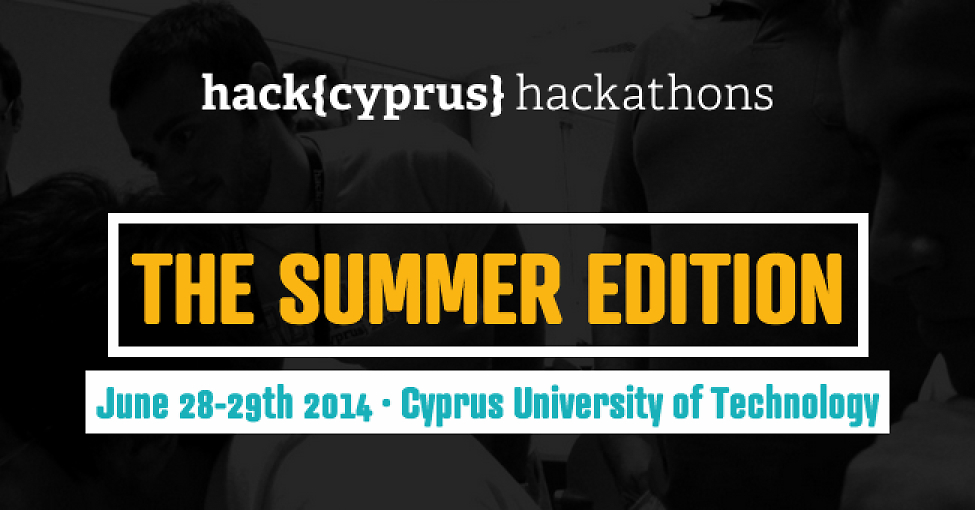 hack{cyprus} hackathons
THE SUMMER EDITION
June 28-29th 2014 · Cyprus University of Technology